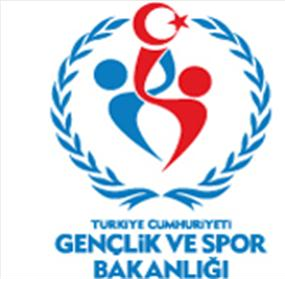 TÜRKİYE CUMHURİYETİ
GENÇLİK VE SPOR
BAKANLIĞI